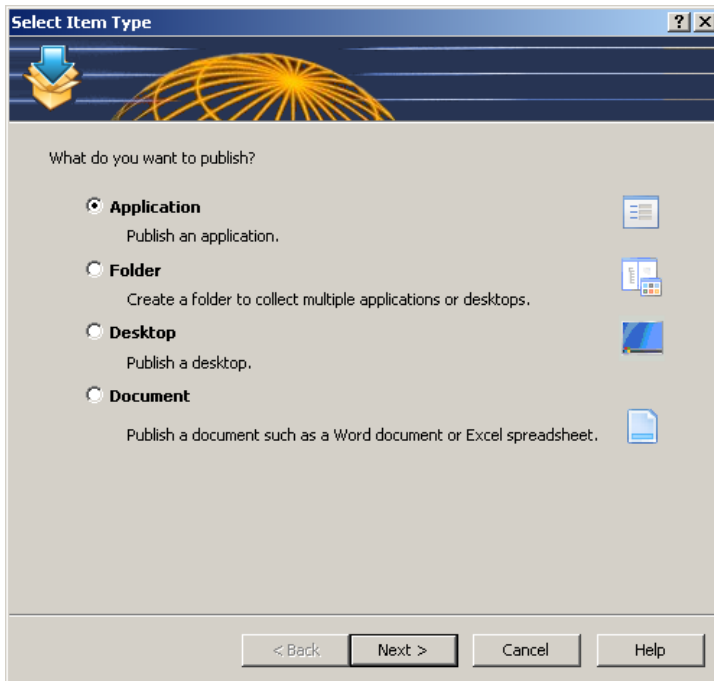 Select Item Type
What do you want to publish?
Application
Publish an application.
Folder
Create a folder to collect multiple applications or desktops.
Desktop
Publish a desktop.
Document
Publish a document such as a Word document or Excel spreadsheet.
< Back Next > Cancel Help